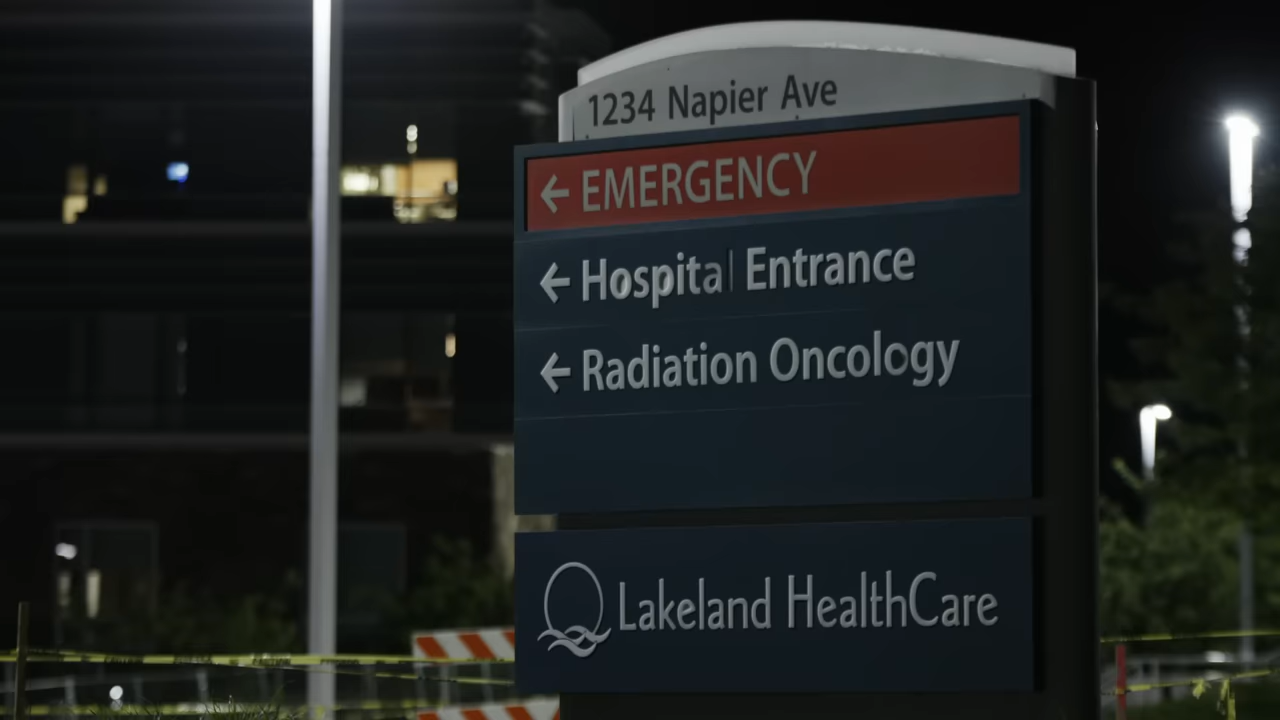 1234 Napier Ave
← EMERGENCY
← Hospital Entrance
← Radiation Oncology
Lakeland HealthCare